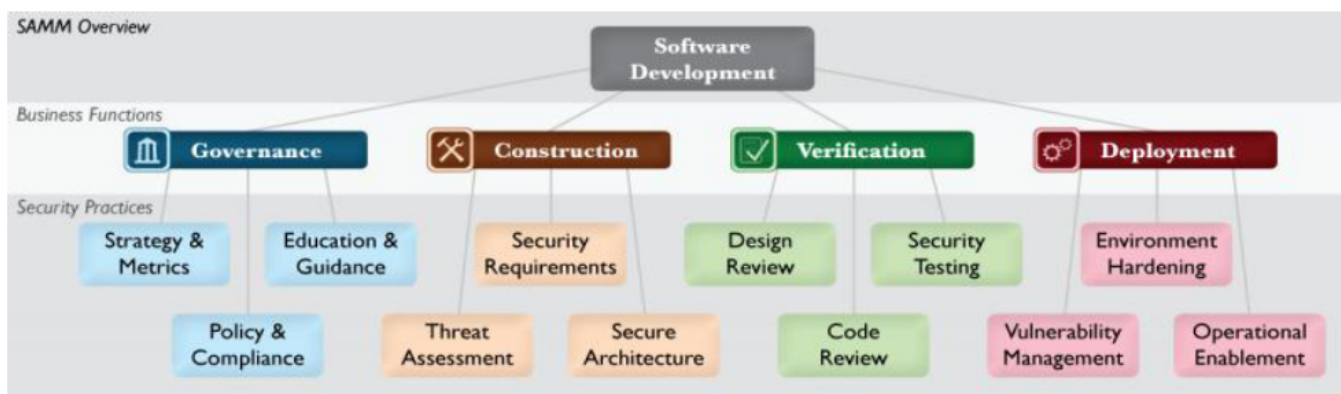 SAMM Overview
Software
Development
Business Functions
Governance
Construction
Verification
Deployment
Security Practices
Strategy &
Metrics
Education &
Guidance
Security
Requirements
Design
Review
Security
Testing
Environment
Hardening
Policy &
Compliance
Threat
Assessment
Secure
Architecture
Code
Review
Vulnerability
Management
Operational
Enablement